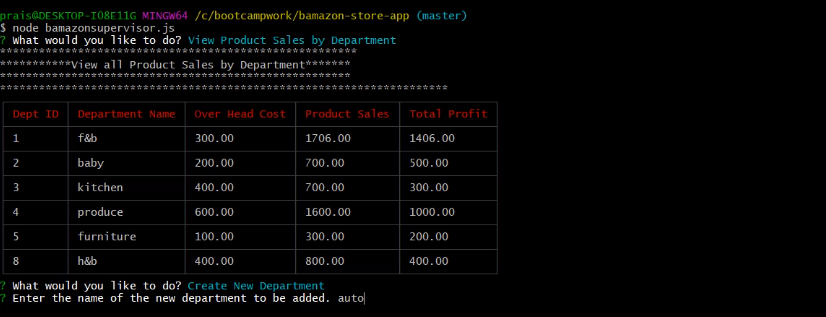 prais@DESKTOP-I08E11G MINGW64 /c/bootcampwork/bamazon-store-app (master)
$ node bamazonsupervisor.js
? What would you like to do? View Product Sales by Department
*******************************************************
***********View all Product Sales by Department*******
******************************************************
*********************************************************************
Dept ID Department Name Over Head Cost Product Sales Total Profit
1 f&b 300.00 1706.00 1406.00
2 baby 200.00 700.00 500.00
3 kitchen 400.00 700.00 300.00
4 produce 600.00 1600.00 1000.00
5 furniture 100.00 300.00 200.00
8 h&b 400.00 800.00 400.00
? What would you like to do? Create New Department
? Enter the name of the new department to be added. auto